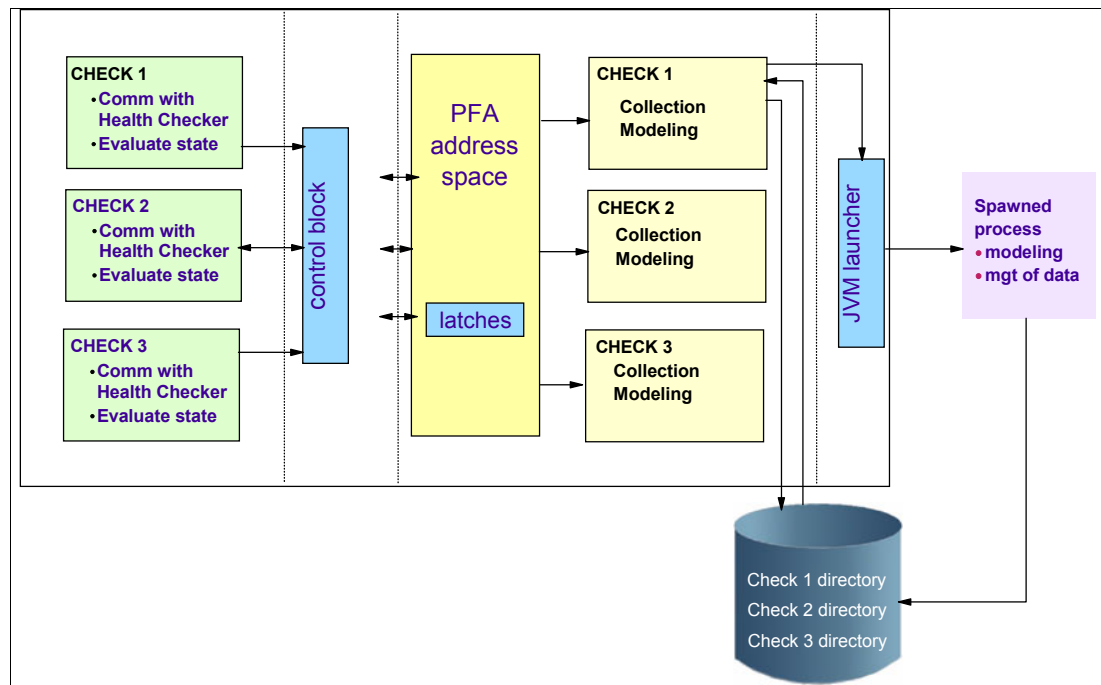 CHECK 1
•Comm with
Health Checker
•Evaluate state
CHECK 2
•Comm with
Health Checker
•Evaluate state
CHECK 3
•Comm with
Health Checker
•Evaluate state
control block
PFA
address
space
latches
CHECK 1
Collection
Modeling
CHECK 2
Collection
Modeling
CHECK 3
Collection
Modeling
JVM launcher
Spawned
process
• modeling
• mgt of data
Check 1 directory
Check 2 directory
Check 3 directory